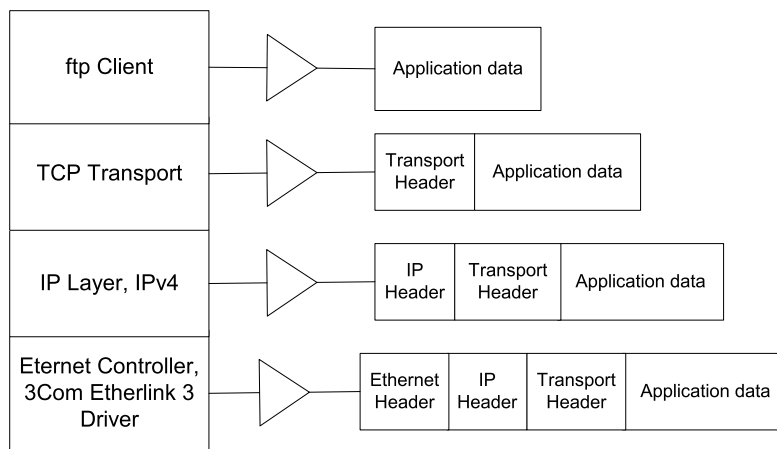 ftp Client
Application data
TCP Transport
Transport
Header
Application data
IP Layer, IPv4
IP
Header
Transport
Header
Application data
Eternet Controller,
3Com Etherlink 3
Driver
Ethernet
Header
IP
Header
Transport
Header
Application data